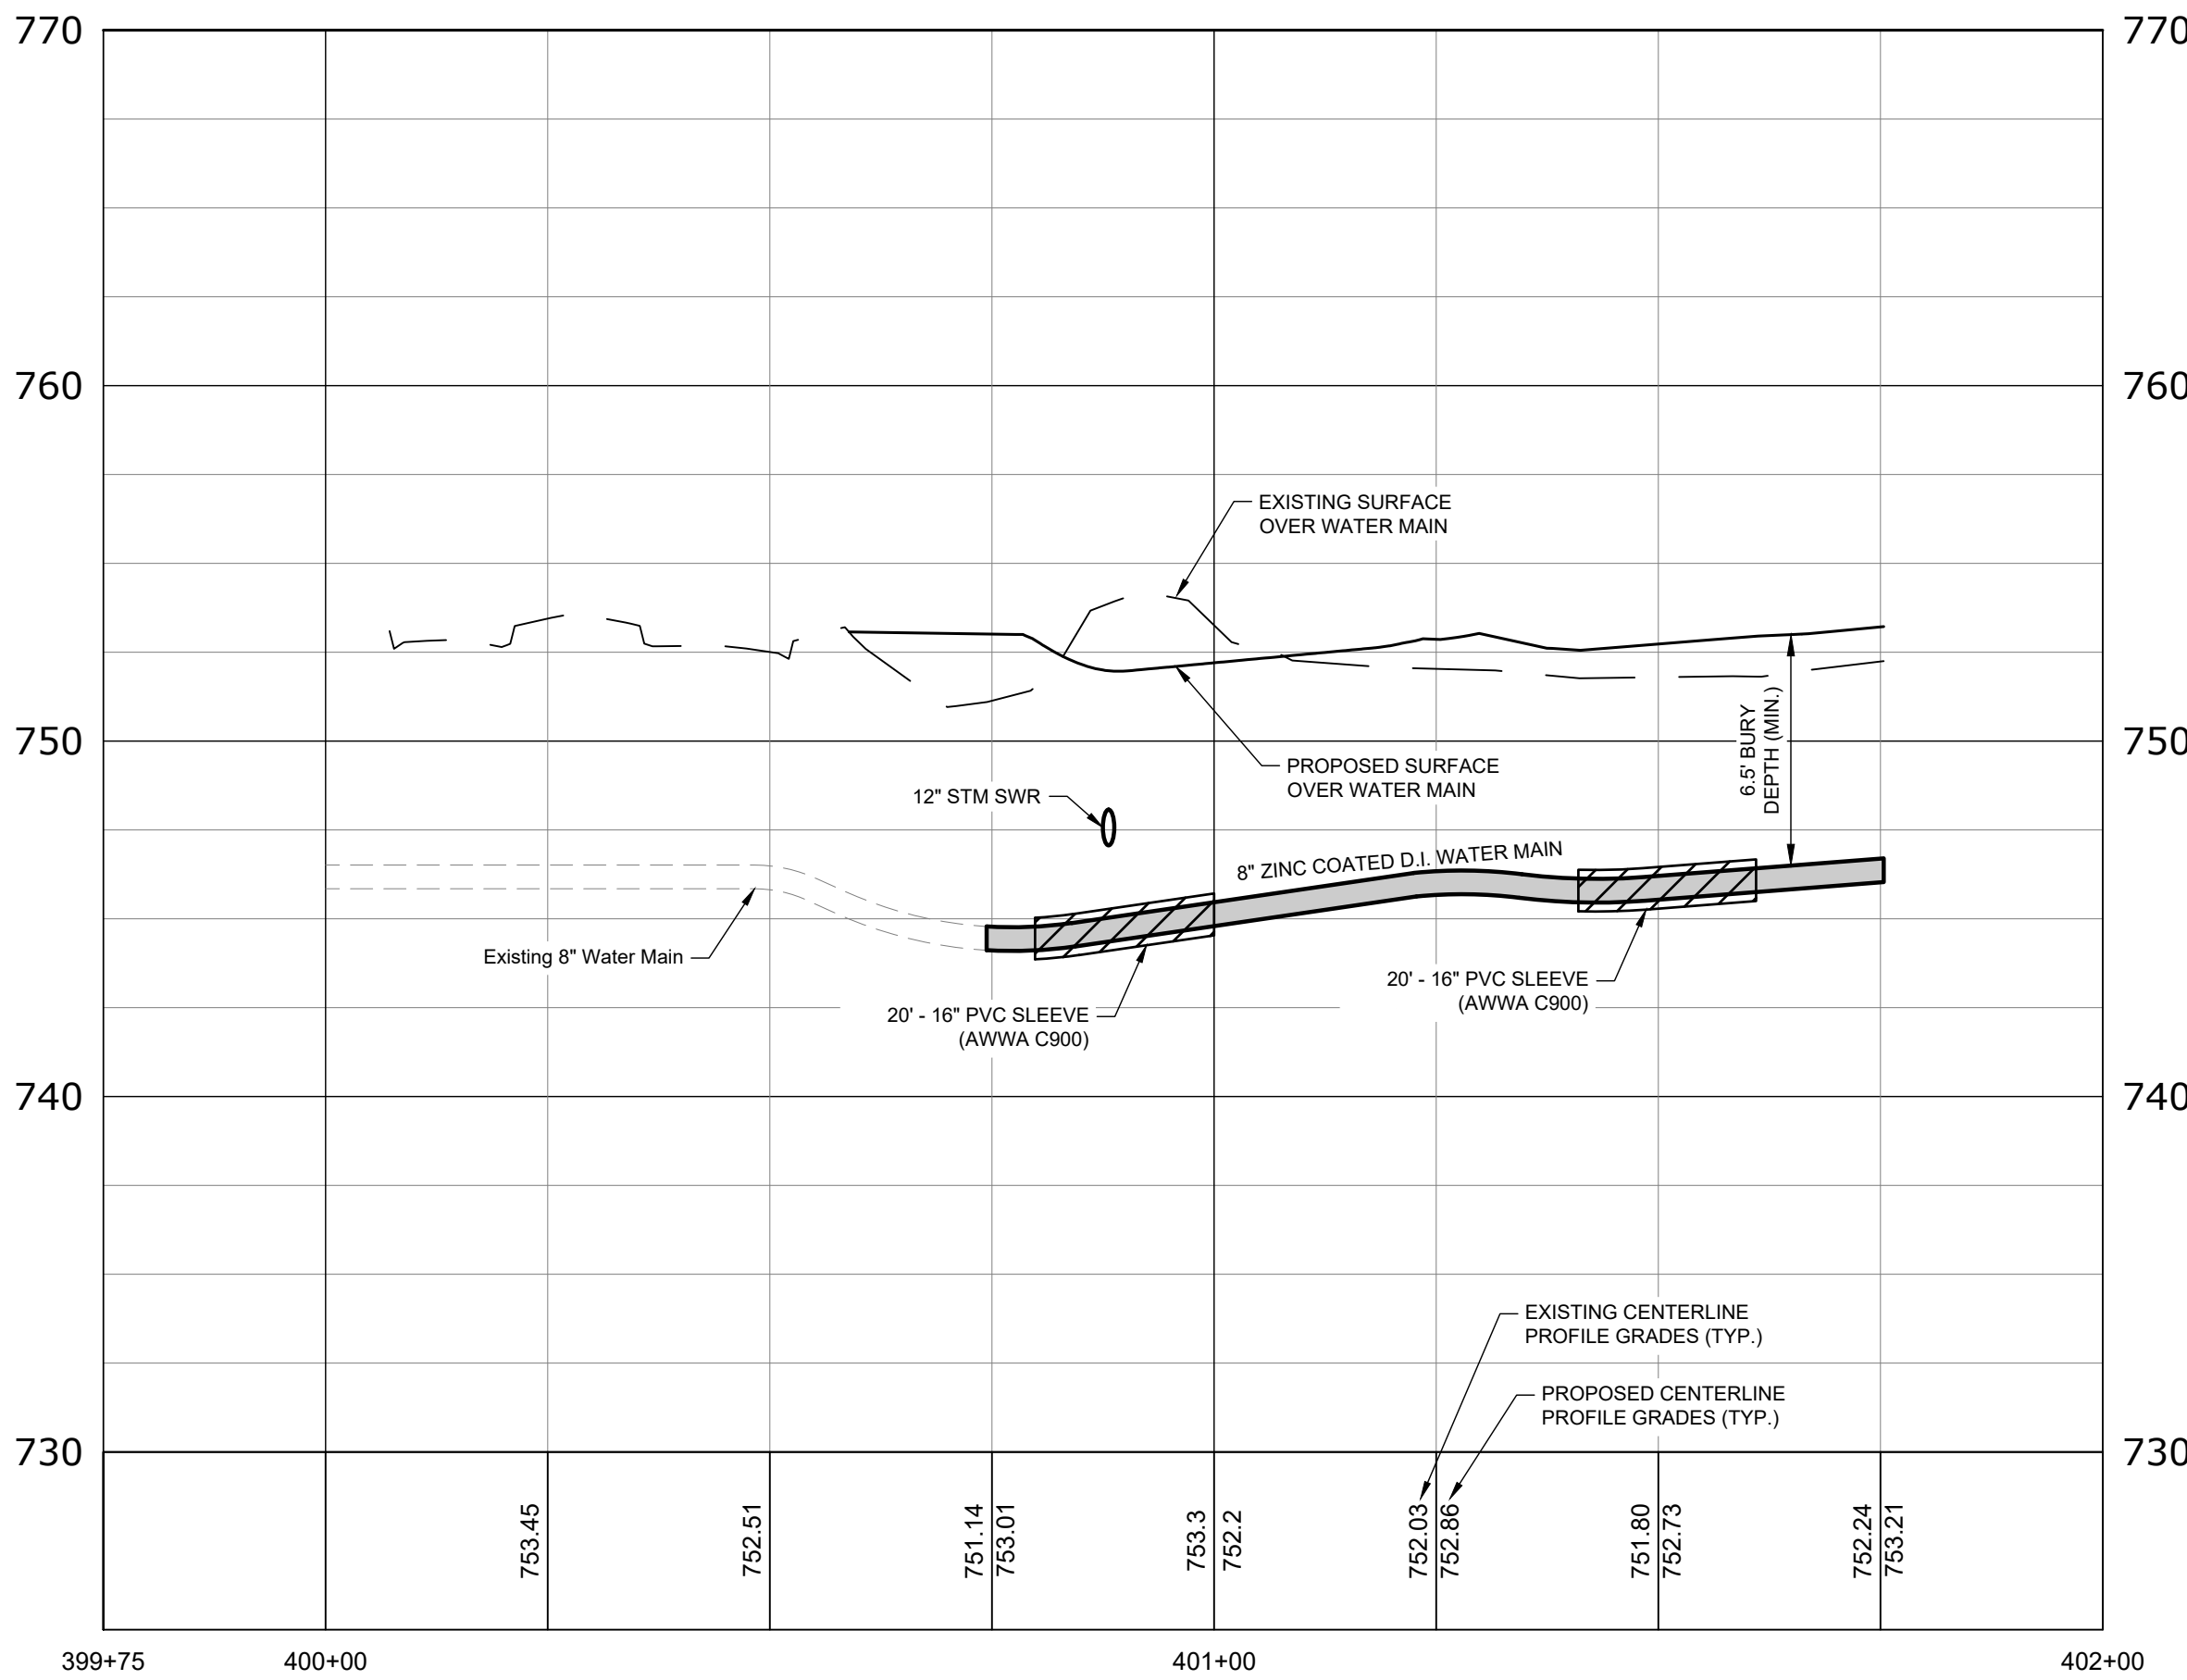 770
770
760
760
EXISTING SURFACE
OVER WATER MAIN
750
750
6.5' BURY
DEPTH (MIN.)
PROPOSED SURFACE
OVER WATER MAIN
12" STM SWR
8" ZINC COATED D.I. WATER MAIN
Existing 8" Water Main
20' - 16" PVC SLEEVE
(AWWA C900)
20' - 16" PVC SLEEVE
(AWWA C900)
740
740
EXISTING CENTERLINE
PROFILE GRADES (TYP.)
PROPOSED CENTERLINE
PROFILE GRADES (TYP.)
730
730
753.45
752.51
751.14
753.01
753.3
752.2
752.03
752.86
751.80
752.73
752.24
753.21
399+75
400+00
401+00
402+00